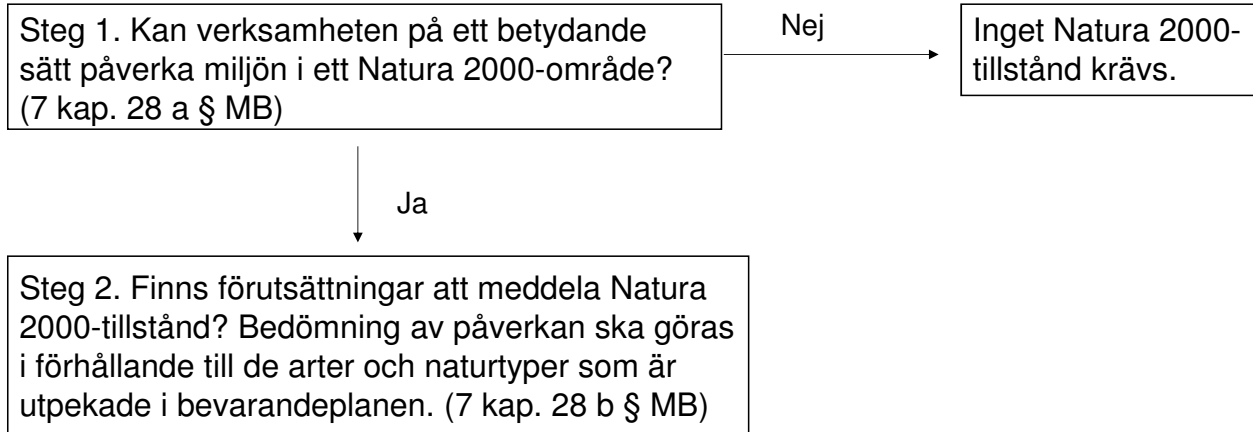 Steg 1. Kan verksamheten på ett betydande
sätt påverka miljön i ett Natura 2000-område?
(7 kap. 28 a § MB)
Nej
Inget Natura 2000-
tillstånd krävs.
Ja
Steg 2. Finns förutsättningar att meddela Natura
2000-tillstånd? Bedömning av påverkan ska göras
i förhållande till de arter och naturtyper som är
utpekade i bevarandeplanen. (7 kap. 28 b § MB)